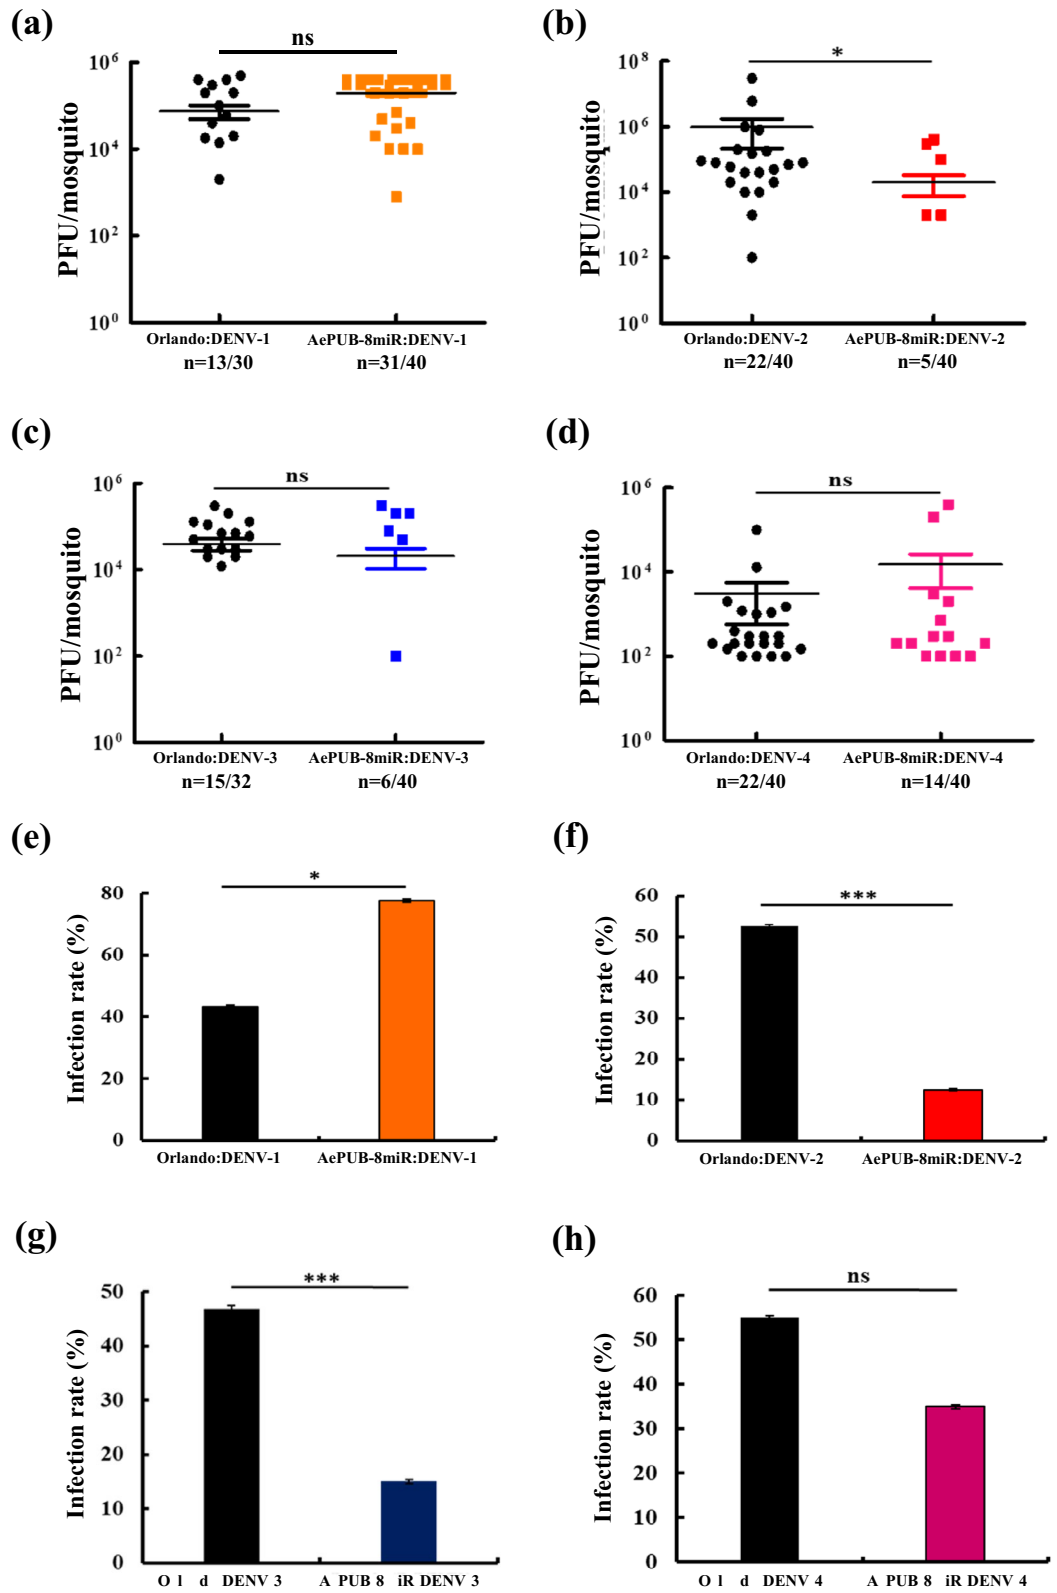 (a)
ns
10⁶
10⁴
10²
10⁰
PFU/mosquito
Orlando:DENV-1
AePUB-8miR:DENV-1
n=13/30
n=31/40
(b)
*
10⁸
10⁶
10⁴
10²
10⁰
PFU/mosquito
Orlando:DENV-2
AePUB-8miR:DENV-2
n=22/40
n=5/40
(c)
ns
10⁶
10⁴
10²
10⁰
PFU/mosquito
Orlando:DENV-3
AePUB-8miR:DENV-3
n=15/32
n=6/40
(d)
ns
10⁶
10⁴
10²
10⁰
PFU/mosquito
Orlando:DENV-4
AePUB-8miR:DENV-4
n=22/40
n=14/40
(e)
*
80
60
40
20
0
Infection rate (%)
Orlando:DENV-1
AePUB-8miR:DENV-1
(f)
***
60
50
40
30
20
10
0
Infection rate (%)
Orlando:DENV-2
AePUB-8miR:DENV-2
(g)
***
50
40
30
20
10
0
Infection rate (%)
O l d DENV 3
A PUB 8 iR DENV 3
(h)
ns
60
50
40
30
20
10
0
Infection rate (%)
O l d DENV 4
A PUB 8 iR DENV 4